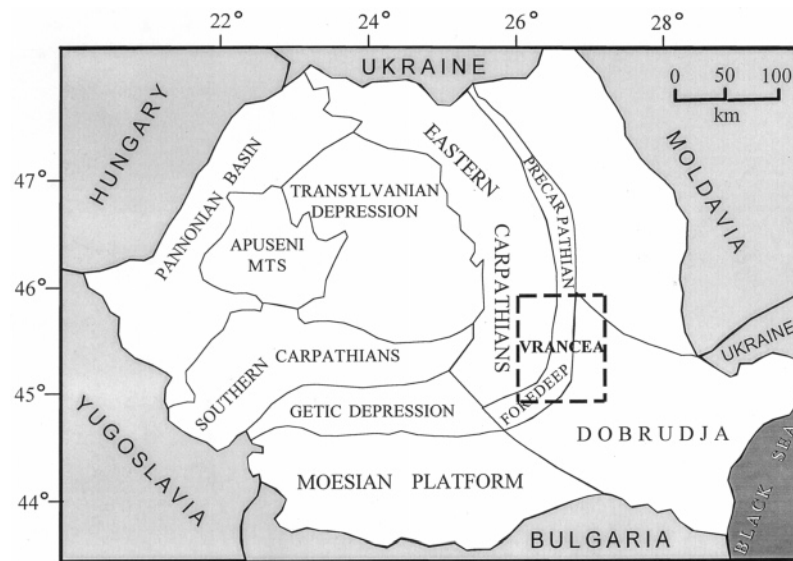 22°
24°
26°
28°
UKRAINE
0 50 100
km
HUNGARY
MOLDAVIA
EASTERN
CARPATHIANS
PRECARPATHIAN
FOREDEEP
47°
46°
45°
44°
PANNONIAN BASIN
TRANSYLVANIAN
DEPRESSION
APUSENI
MTS
VRANCEA
UKRAINE
SOUTHERN CARPATHIANS
GETIC DEPRESSION
DOBRUDJA
MOESIAN PLATFORM
YUGOSLAVIA
BULGARIA
BLACK SEA